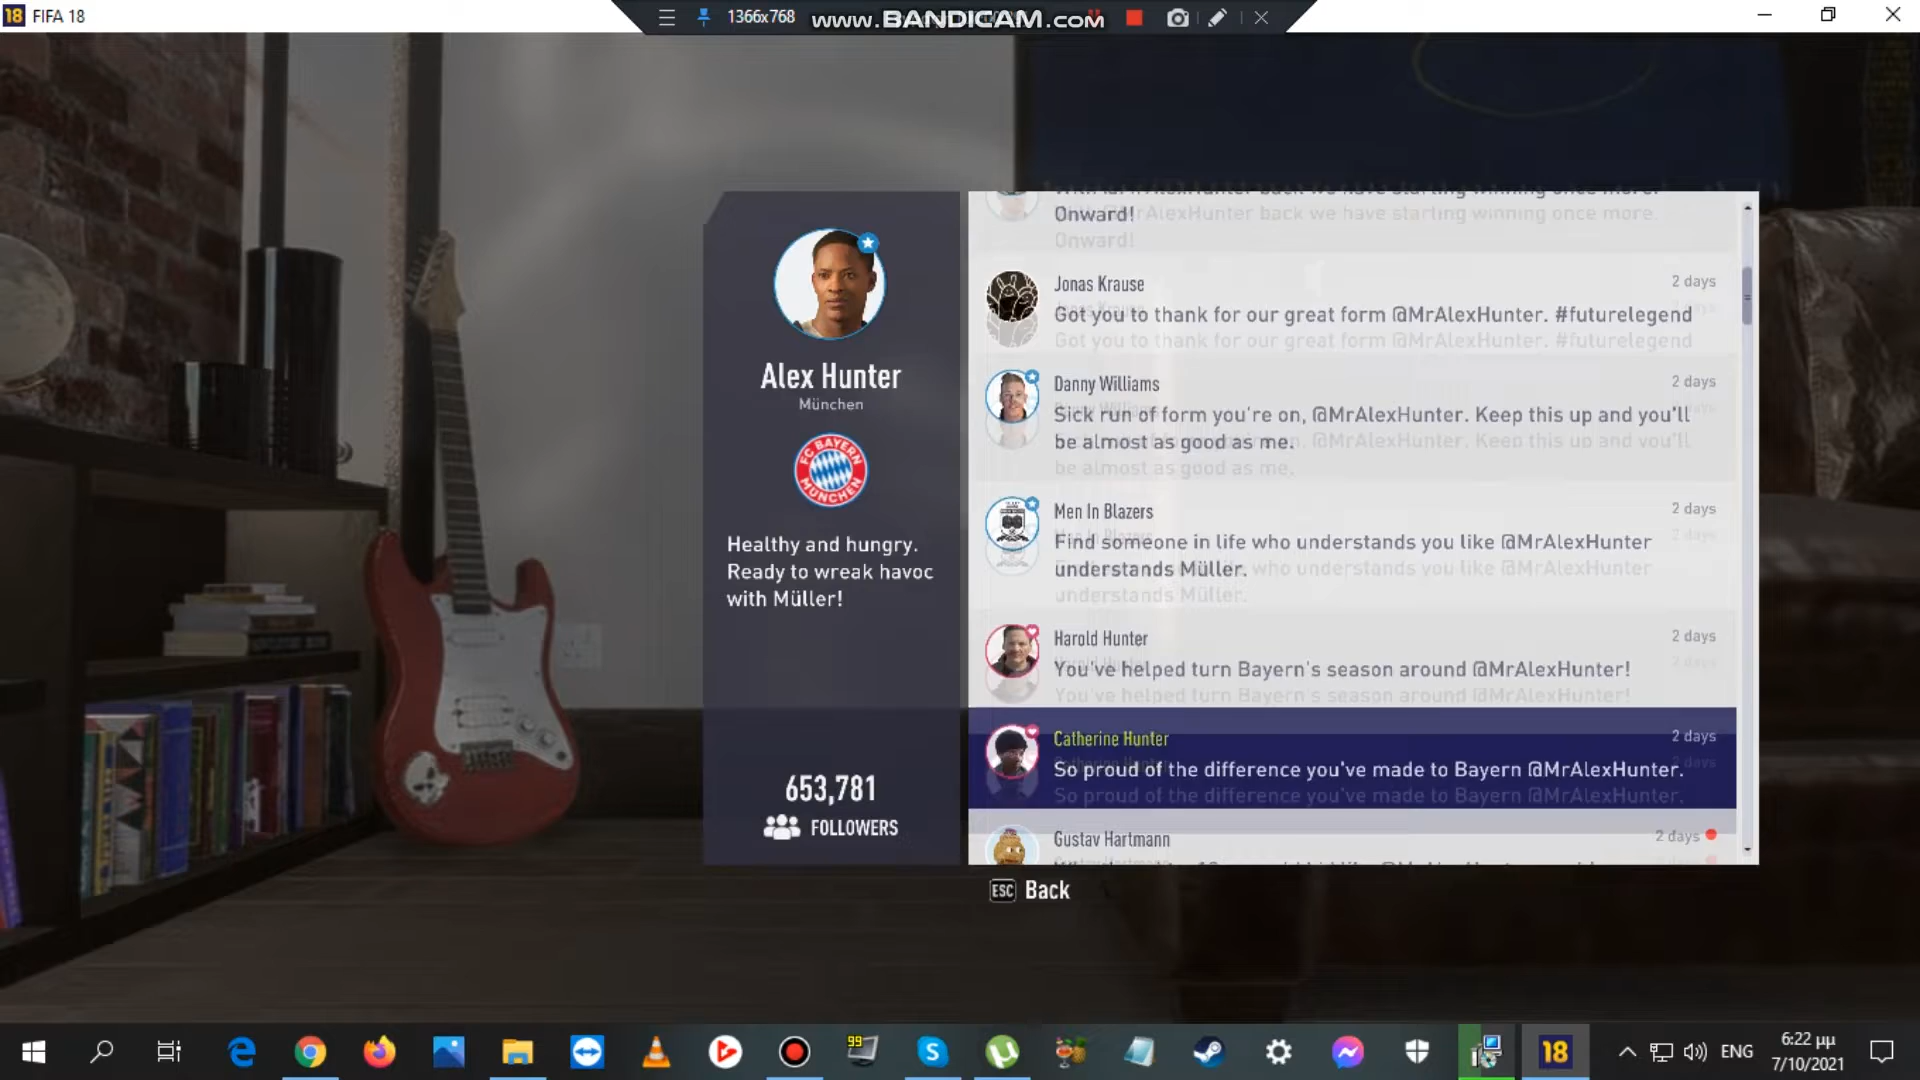 18 FIFA 18
1366x768
www.BANDICAM.com
Onward!
Jonas Krause
2 days
Got you to thank for our great form @MrAlexHunter. #futurelegend
Danny Williams
2 days
Sick run of form you're on, @MrAlexHunter. Keep this up and you'll
be almost as good as me.
Men In Blazers
2 days
Find someone in life who understands you like @MrAlexHunter
understands Müller.
Harold Hunter
2 days
You've helped turn Bayern's season around @MrAlexHunter!
Catherine Hunter
2 days
So proud of the difference you've made to Bayern @MrAlexHunter.
Gustav Hartmann
2 days
Alex Hunter
München
FC BAYERN
MÜNCHEN
Healthy and hungry.
Ready to wreak havoc
with Müller!
653,781
FOLLOWERS
ESC Back
99
18
ENG
6:22 μμ
7/10/2021